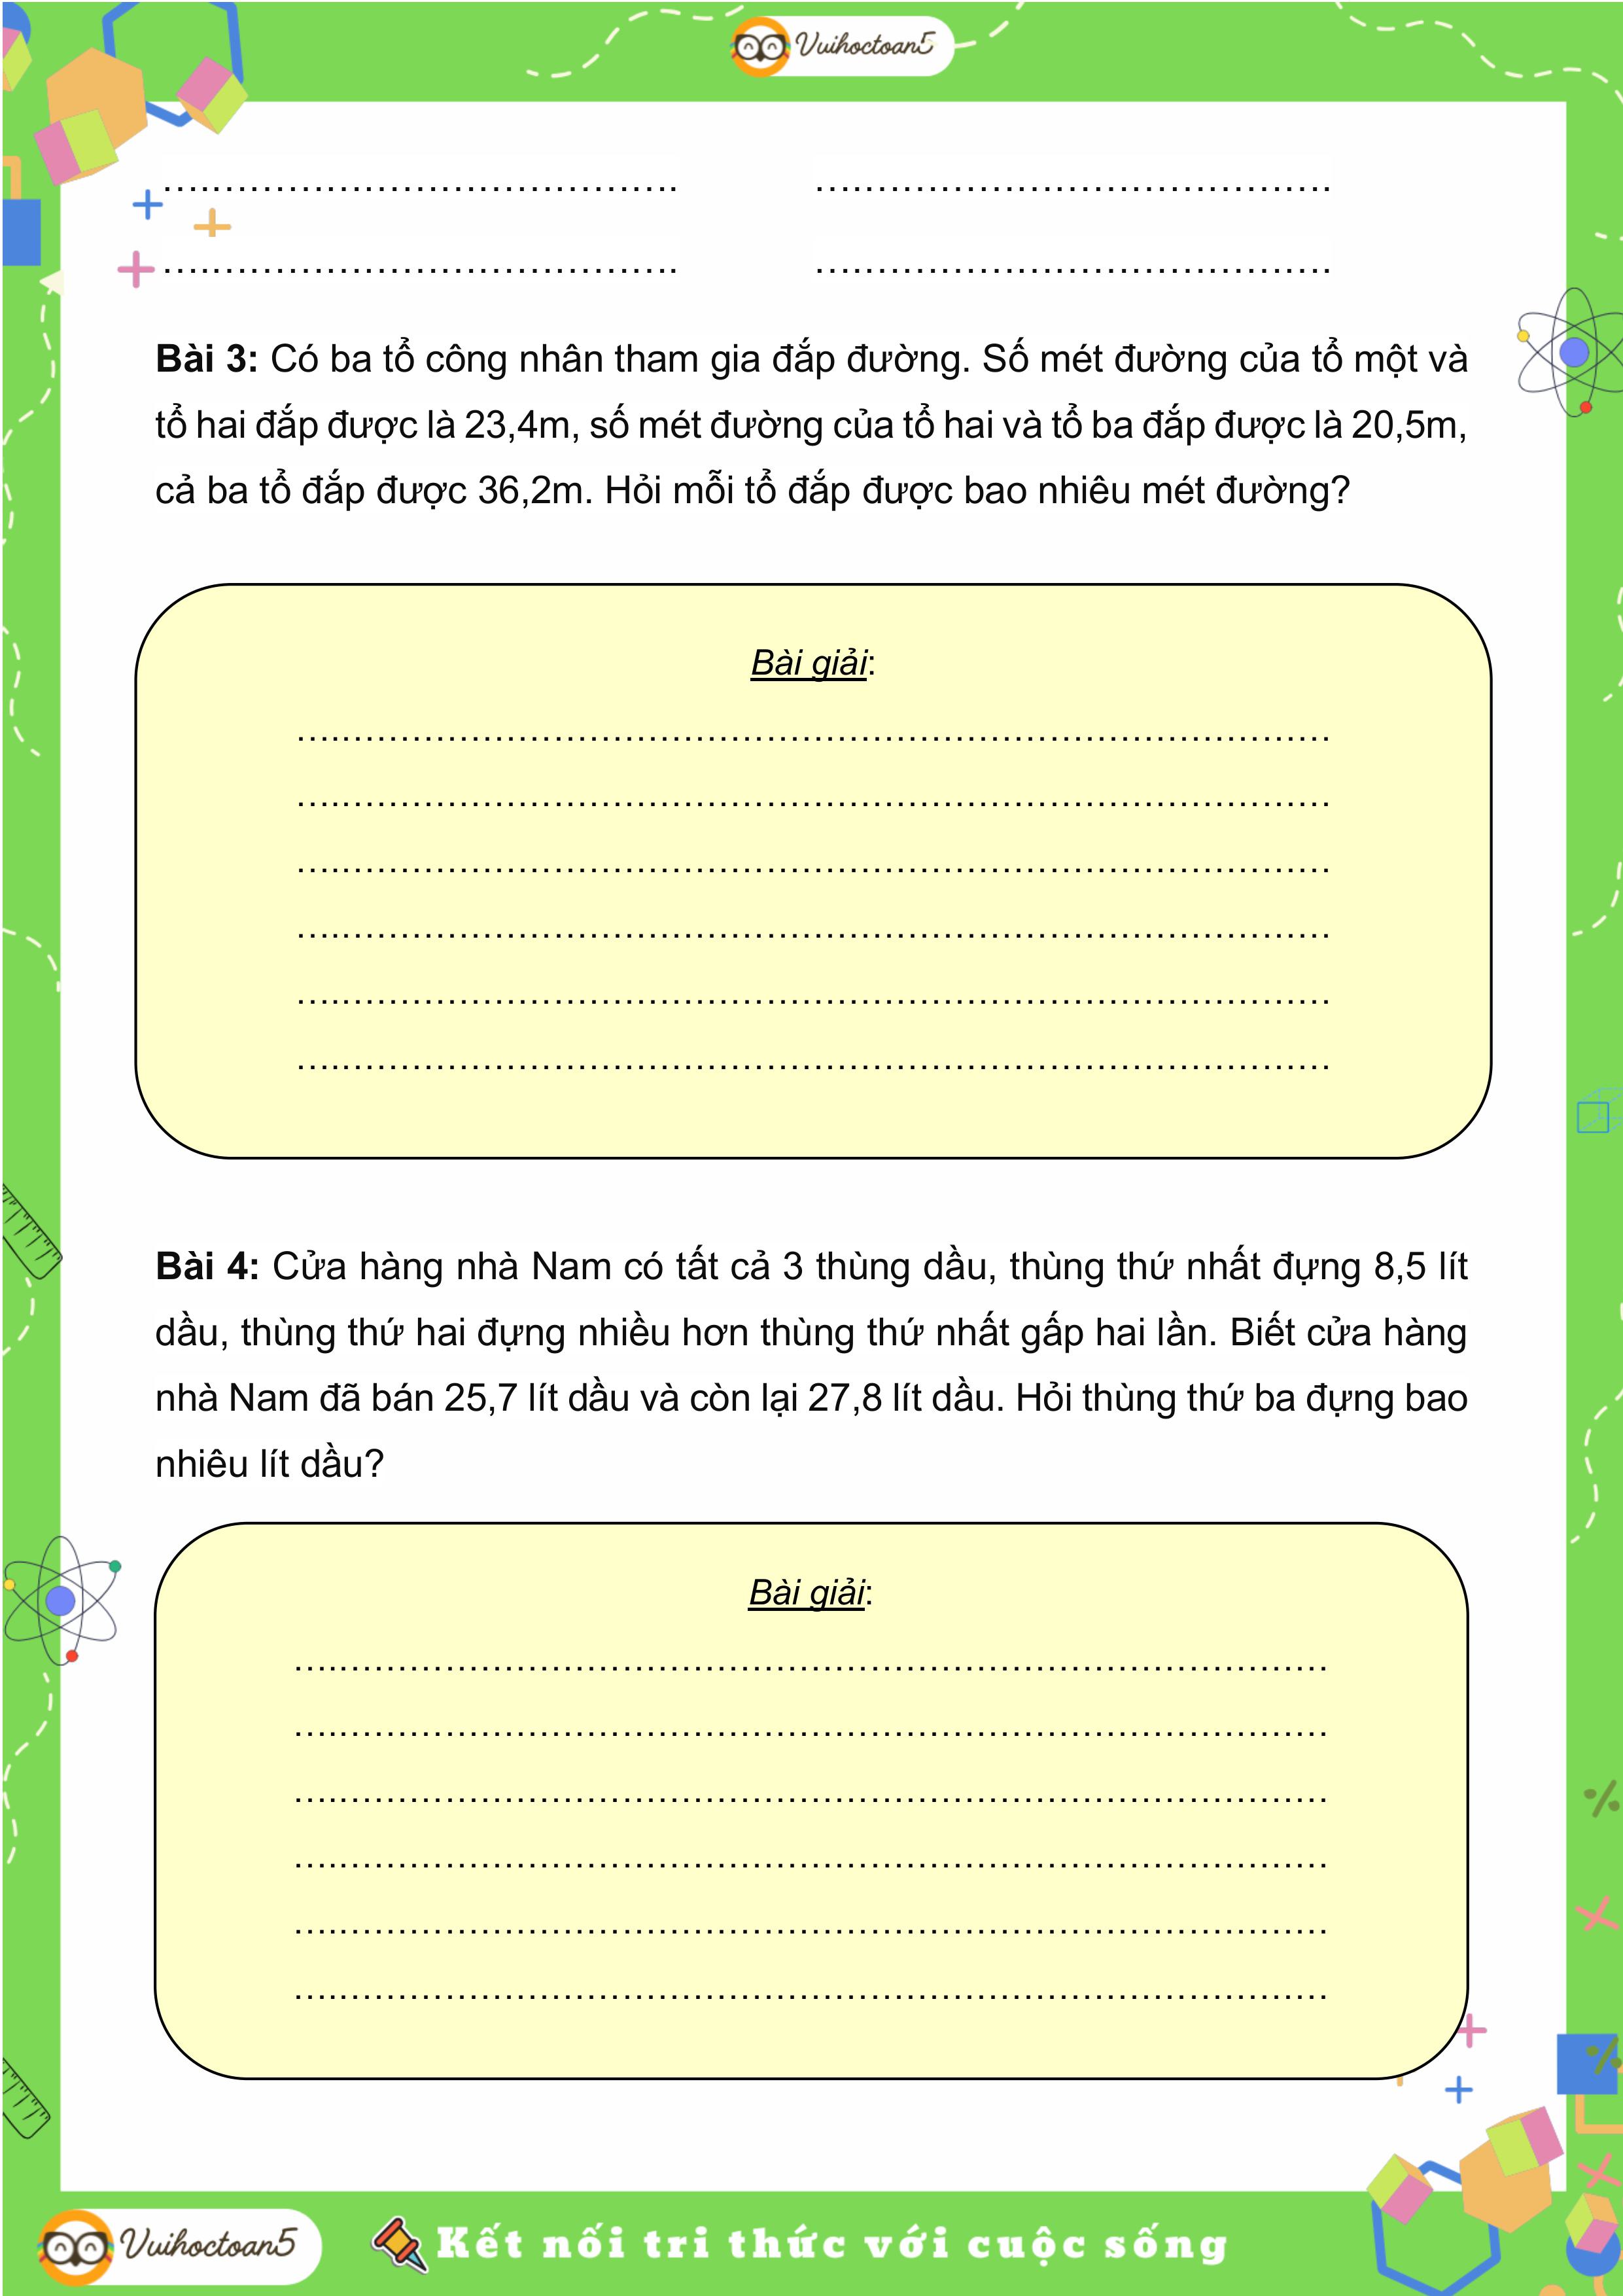 Vuihoctoan5
........................................ ........................................
........................................ ........................................
Bài 3: Có ba tổ công nhân tham gia đắp đường. Số mét đường của tổ một và
tổ hai đắp được là 23,4m, số mét đường của tổ hai và tổ ba đắp được là 20,5m,
cả ba tổ đắp được 36,2m. Hỏi mỗi tổ đắp được bao nhiêu mét đường?
Bài giải:
................................................................................
................................................................................
................................................................................
................................................................................
................................................................................
................................................................................
Bài 4: Cửa hàng nhà Nam có tất cả 3 thùng dầu, thùng thứ nhất đựng 8,5 lít
dầu, thùng thứ hai đựng nhiều hơn thùng thứ nhất gấp hai lần. Biết cửa hàng
nhà Nam đã bán 25,7 lít dầu và còn lại 27,8 lít dầu. Hỏi thùng thứ ba đựng bao
nhiêu lít dầu?
Bài giải:
................................................................................
................................................................................
................................................................................
................................................................................
................................................................................
................................................................................
Vuihoctoan5 Kết nối tri thức với cuộc sống